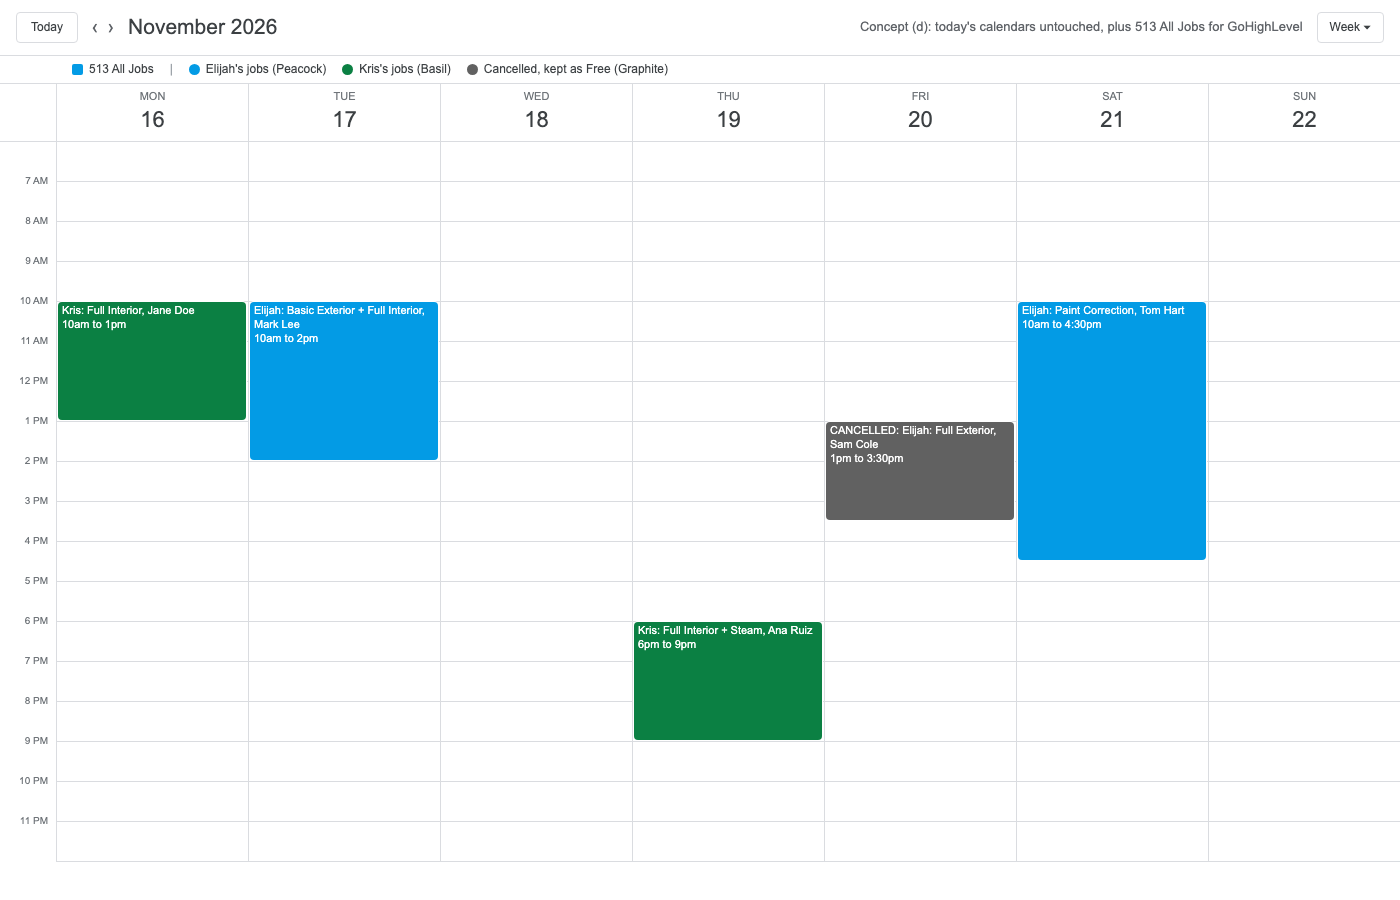 Today ‹ › November 2026 Concept (d): today's calendars untouched, plus 513 All Jobs for GoHighLevel Week
513 All Jobs | Elijah's jobs (Peacock) Kris's jobs (Basil) Cancelled, kept as Free (Graphite)
MON TUE WED THU FRI SAT SUN
16 17 18 19 20 21 22
7 AM
8 AM
9 AM
10 AM
Kris: Full Interior, Jane Doe
10am to 1pm
Elijah: Basic Exterior + Full Interior,
Mark Lee
10am to 2pm
Elijah: Paint Correction, Tom Hart
10am to 4:30pm
11 AM
12 PM
1 PM
CANCELLED: Elijah: Full Exterior,
Sam Cole
1pm to 3:30pm
2 PM
3 PM
4 PM
5 PM
6 PM
Kris: Full Interior + Steam, Ana Ruiz
6pm to 9pm
7 PM
8 PM
9 PM
10 PM
11 PM